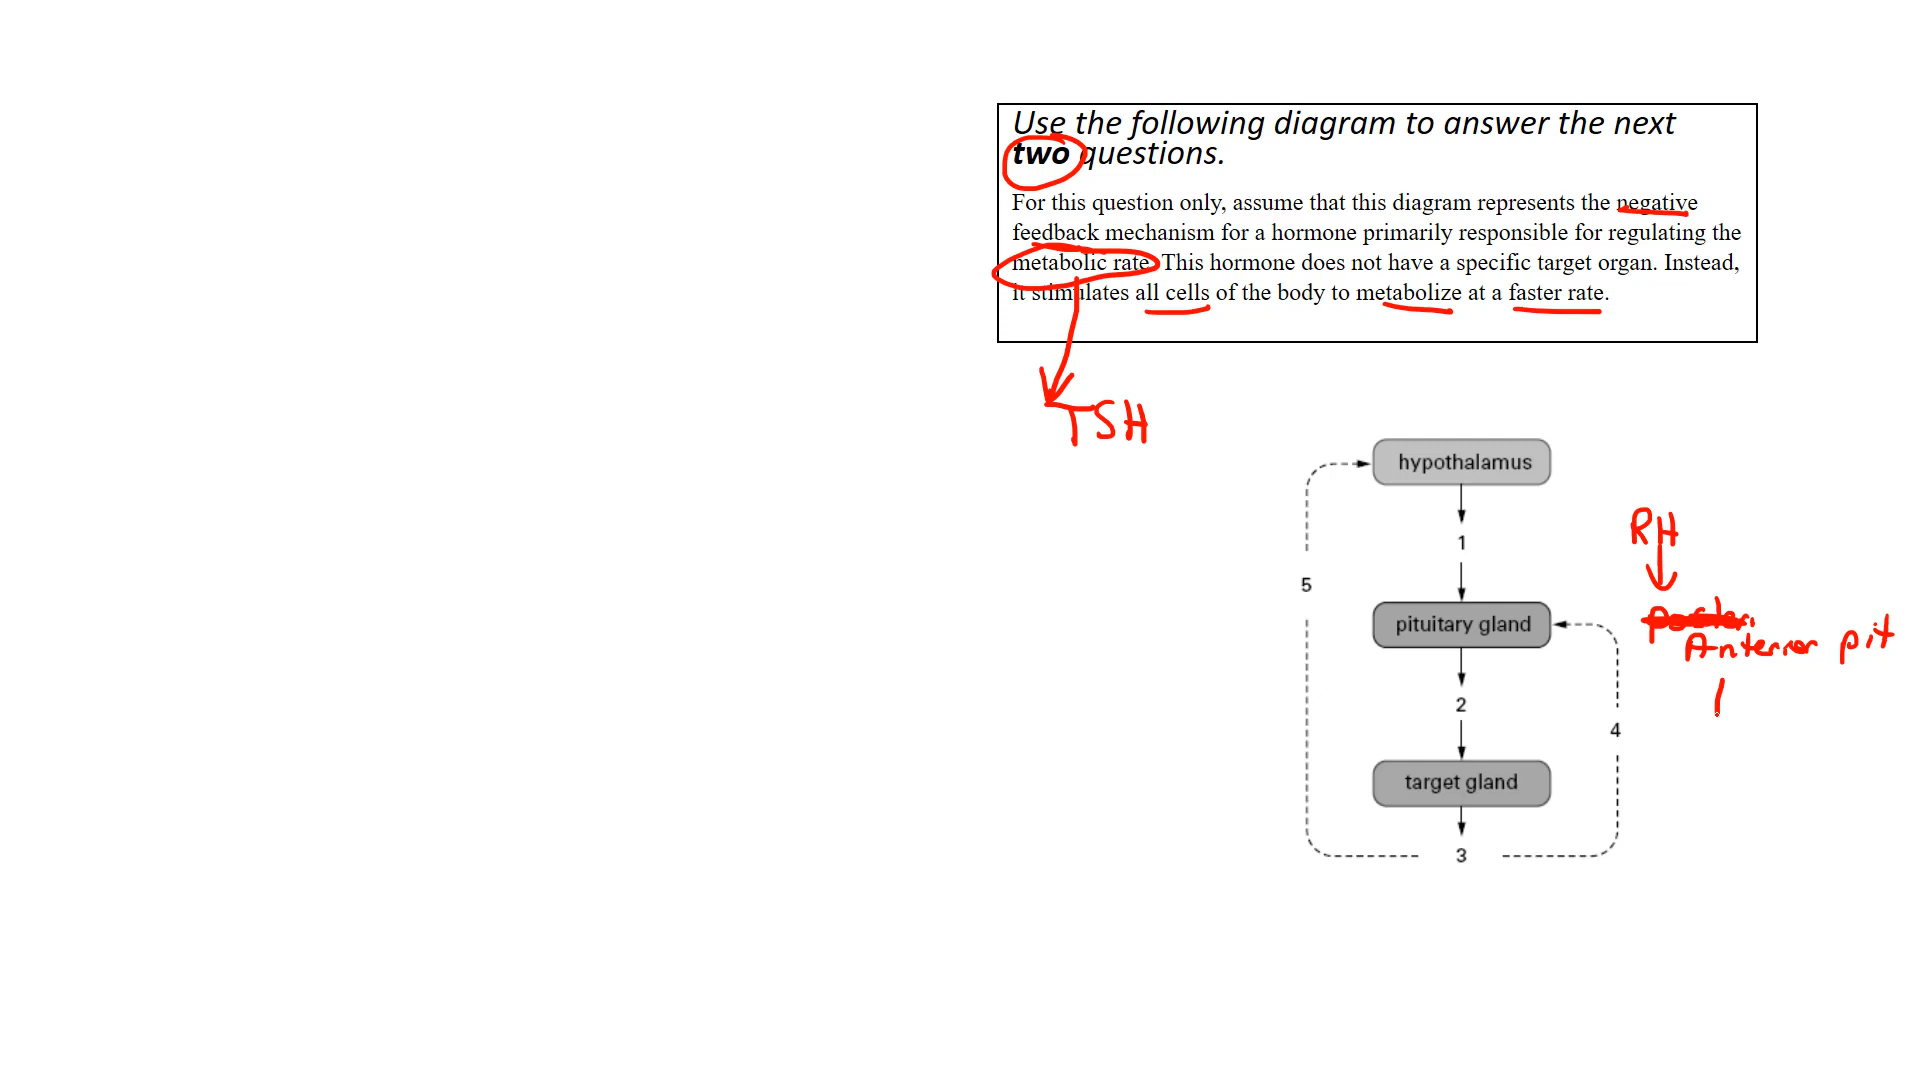 Use the following diagram to answer the next
two questions.
For this question only, assume that this diagram represents the negative
feedback mechanism for a hormone primarily responsible for regulating the
metabolic rate. This hormone does not have a specific target organ. Instead,
it stimulates all cells of the body to metabolize at a faster rate.
TSH
hypothalamus
1
RH
5
pituitary gland
Anterior pit
2
4
target gland
3